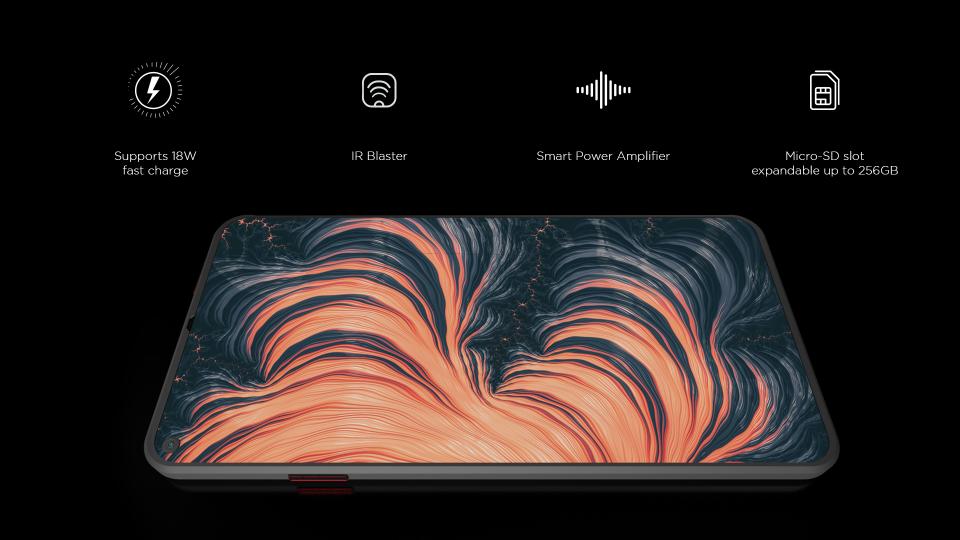 Supports 18W
fast charge
IR Blaster
Smart Power Amplifier
Micro-SD slot
expandable up to 256GB